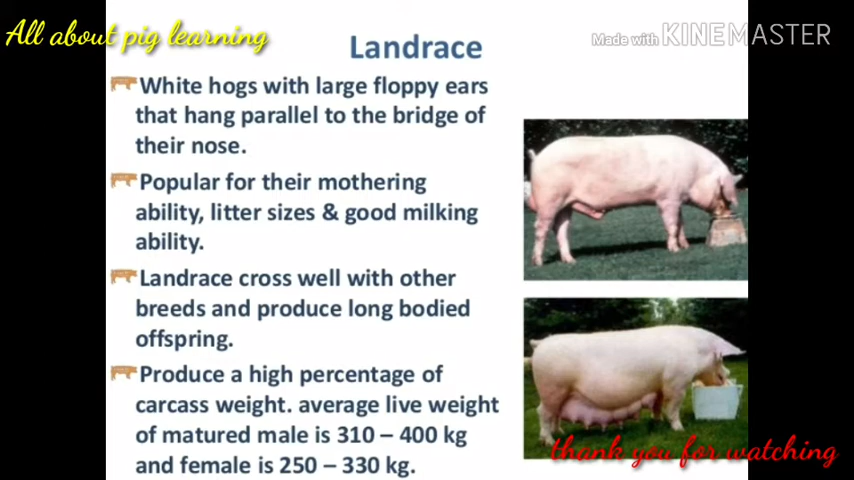 All about pig learning
Made with KINEMASTER
Landrace
White hogs with large floppy ears
that hang parallel to the bridge of
their nose.
Popular for their mothering
ability, litter sizes & good milking
ability.
Landrace cross well with other
breeds and produce long bodied
offspring.
Produce a high percentage of
carcass weight. average live weight
of matured male is 310 – 400 kg
and female is 250 – 330 kg.
thank you for watching